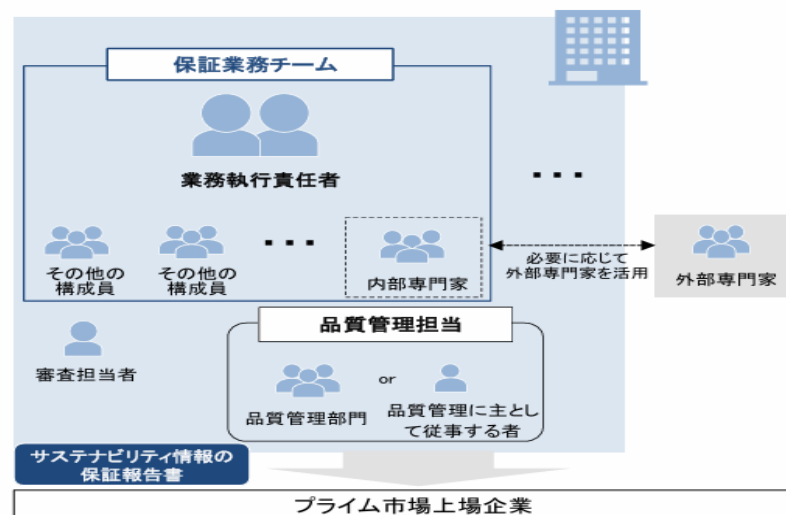 保証業務チーム
業務執行責任者
...
その他の
構成員
その他の
構成員
...
内部専門家
必要に応じて
外部専門家を活用
外部専門家
品質管理担当
審査担当者
品質管理部門
or
品質管理に主とし
て従事する者
サステナビリティ情報の
保証報告書
プライム市場上場企業